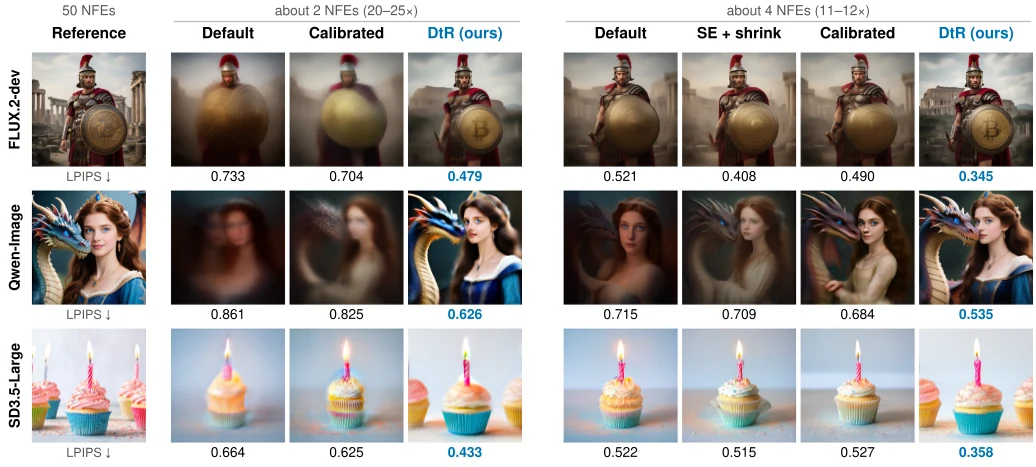 50 NFEs
about 2 NFEs (20–25×)
about 4 NFEs (11–12×)
Reference
Default
Calibrated
DtR (ours)
Default
SE + shrink
Calibrated
DtR (ours)
FLUX.2-dev
LPIPS ↓
0.733
0.704
0.479
0.521
0.408
0.490
0.345
Qwen-Image
LPIPS ↓
0.861
0.825
0.626
0.715
0.709
0.684
0.535
SD3.5-Large
LPIPS ↓
0.664
0.625
0.433
0.522
0.515
0.527
0.358